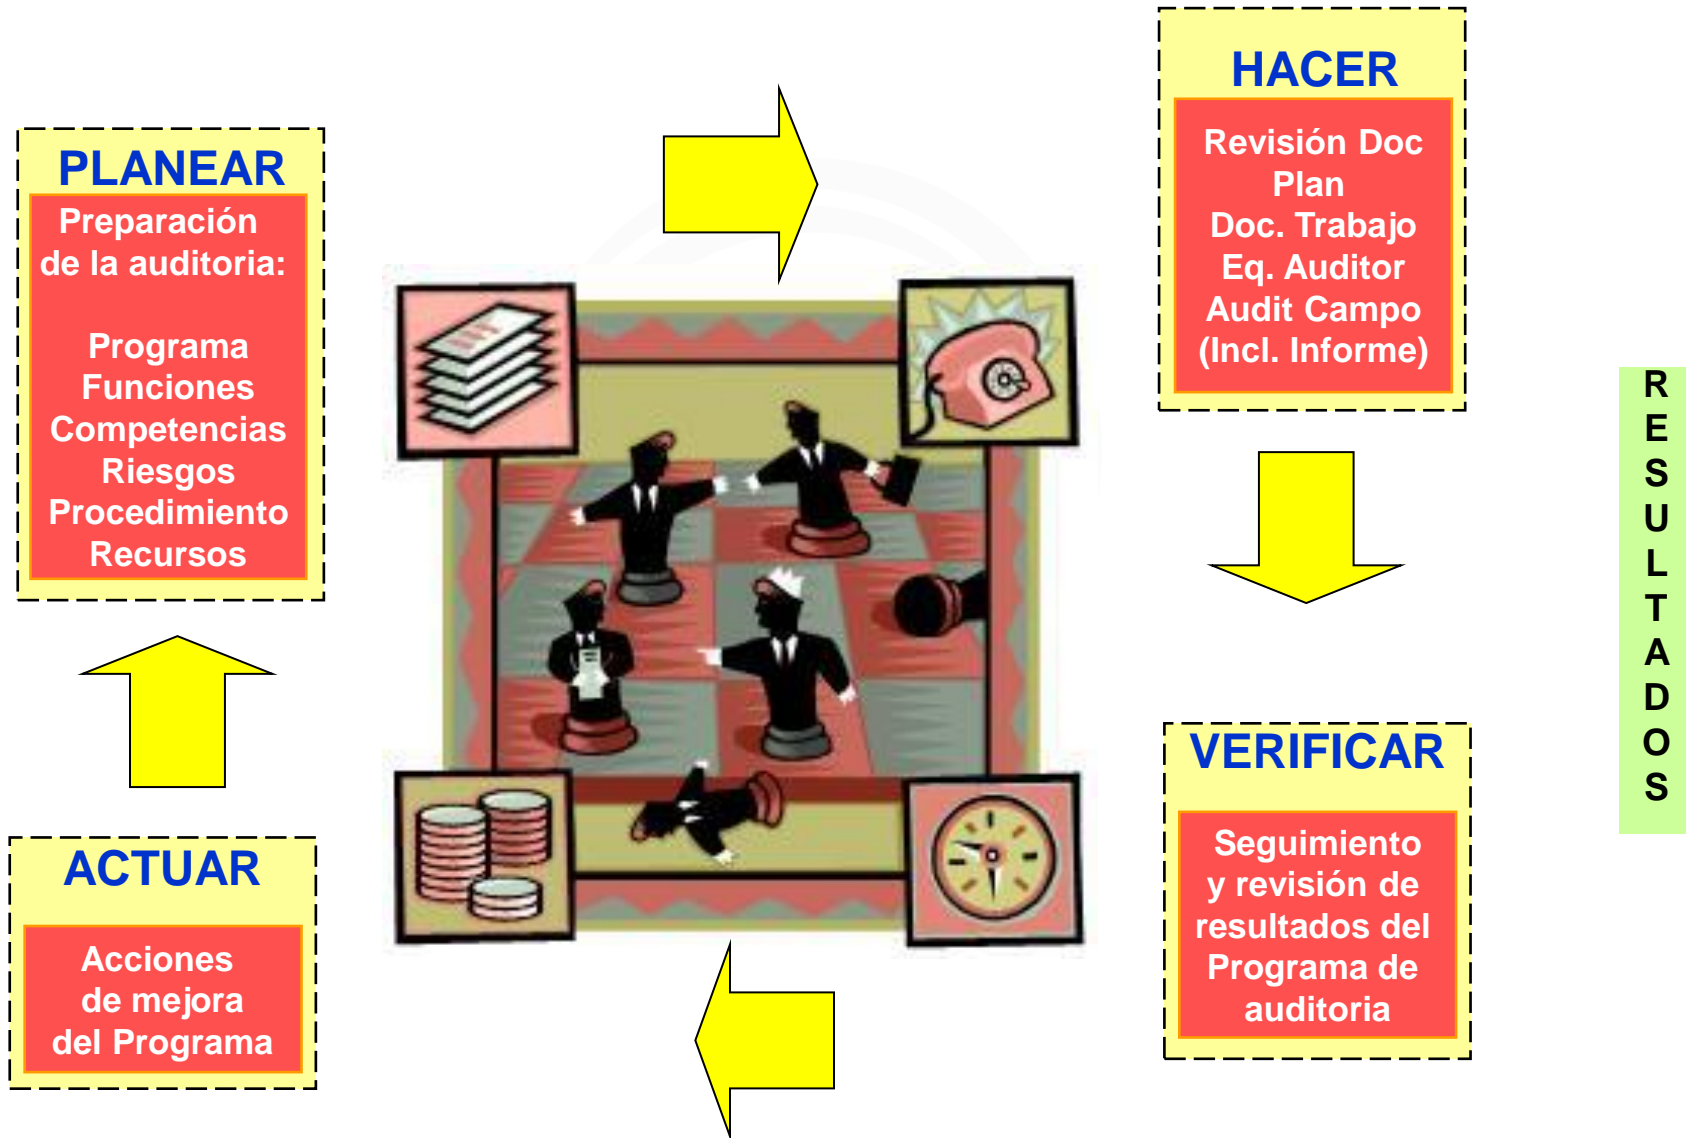 PLANEAR
Preparación
de la auditoria:
Programa
Funciones
Competencias
Riesgos
Procedimiento
Recursos
HACER
Revisión Doc
Plan
Doc. Trabajo
Eq. Auditor
Audit Campo
(Incl. Informe)
VERIFICAR
Seguimiento
y revisión de
resultados del
Programa de
auditoria
ACTUAR
Acciones
de mejora
del Programa
R
E
S
U
L
T
A
D
O
S